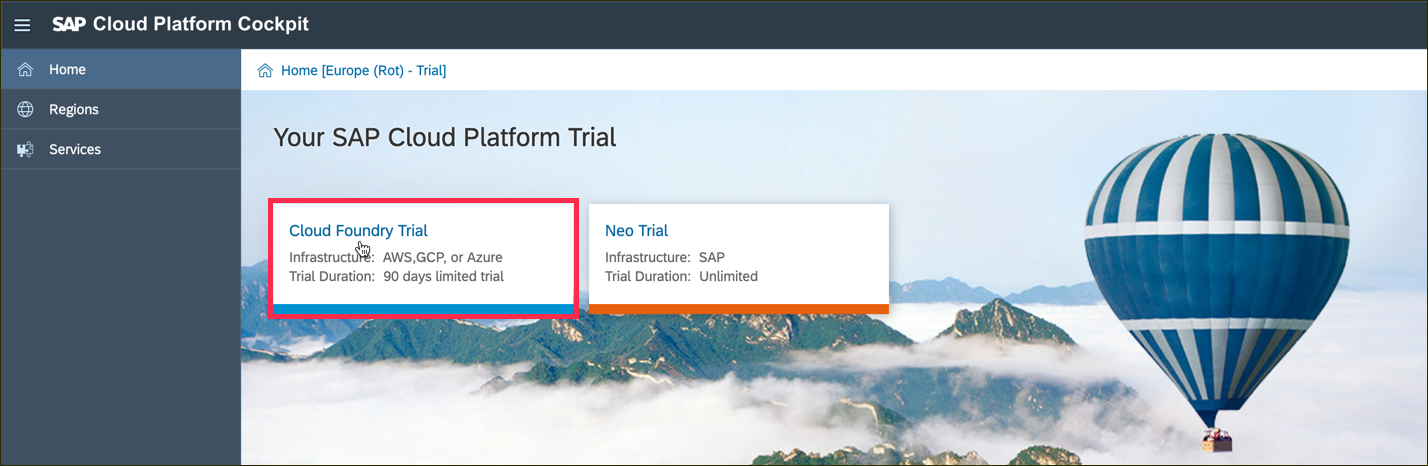 SAP Cloud Platform Cockpit
Home
Regions
Services
Home [Europe (Rot) - Trial]
Your SAP Cloud Platform Trial
Cloud Foundry Trial
Infrastructure: AWS,GCP, or Azure
Trial Duration: 90 days limited trial
Neo Trial
Infrastructure: SAP
Trial Duration: Unlimited